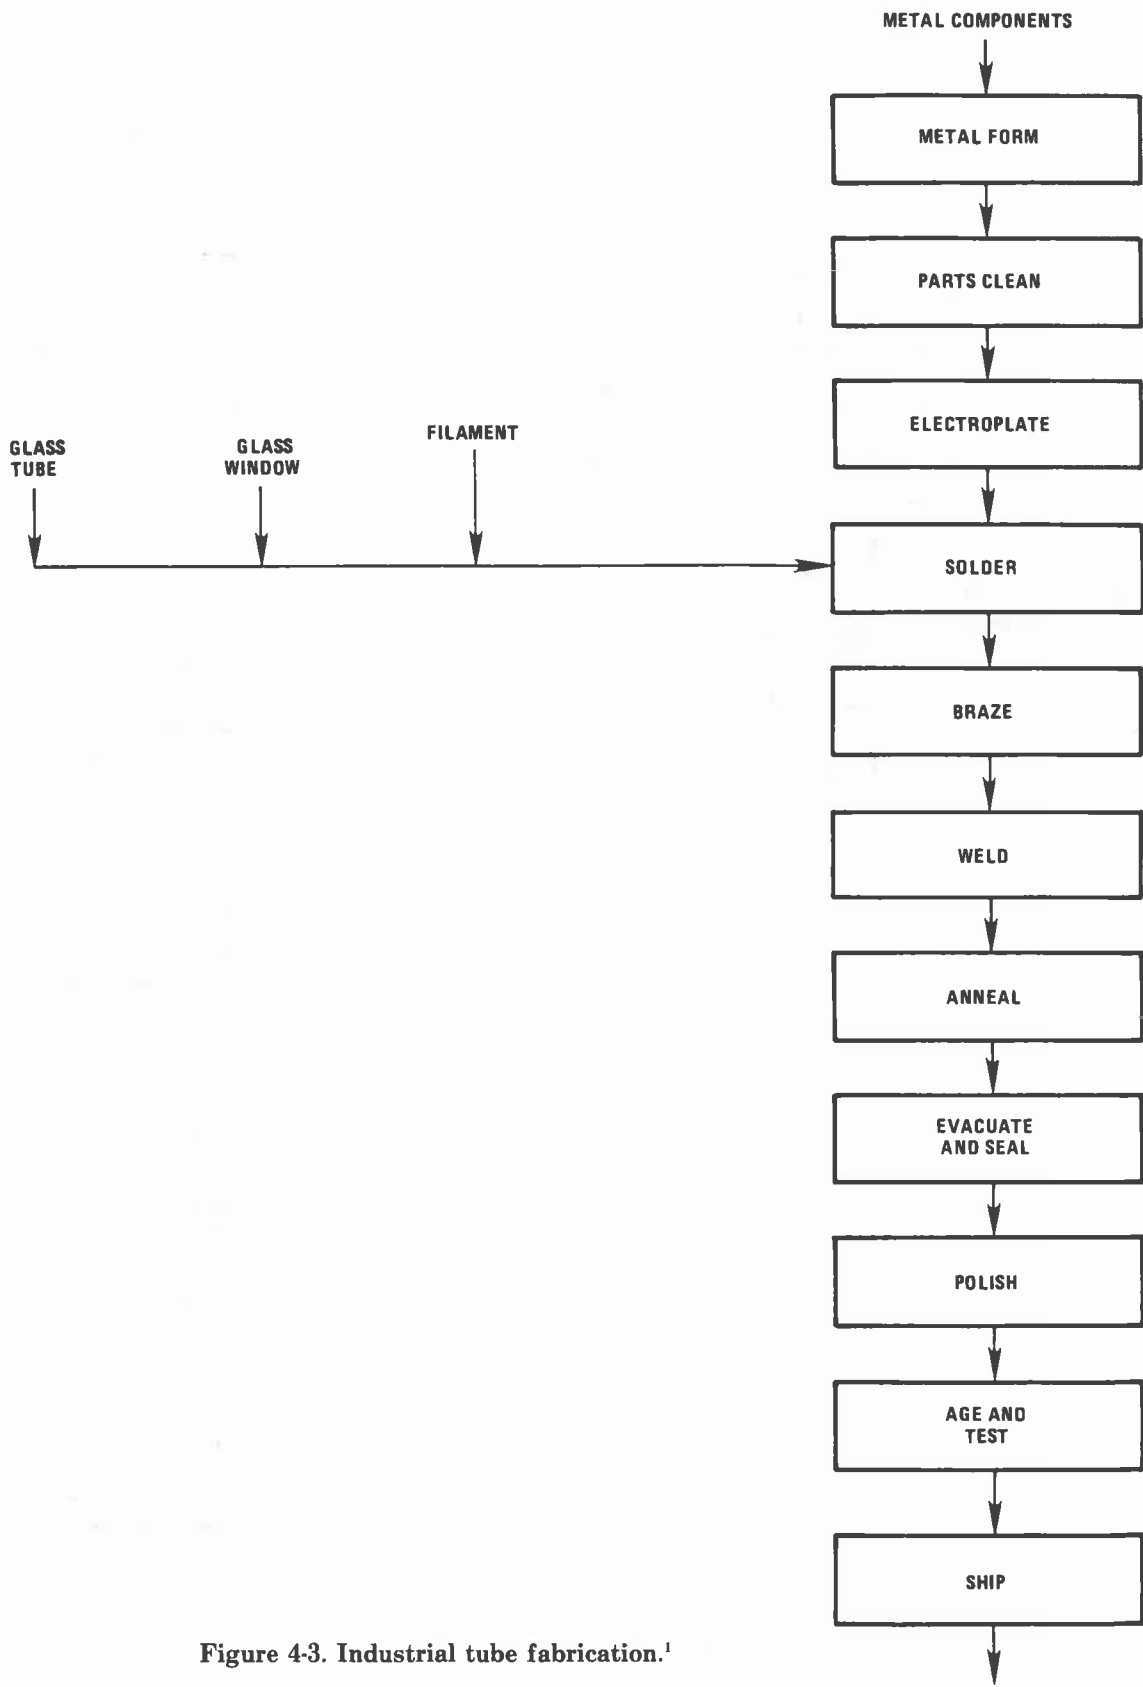 METAL COMPONENTS
METAL FORM
PARTS CLEAN
ELECTROPLATE
GLASS
TUBE
GLASS
WINDOW
FILAMENT
SOLDER
BRAZE
WELD
ANNEAL
EVACUATE
AND SEAL
POLISH
AGE AND
TEST
SHIP
Figure 4-3. Industrial tube fabrication.¹